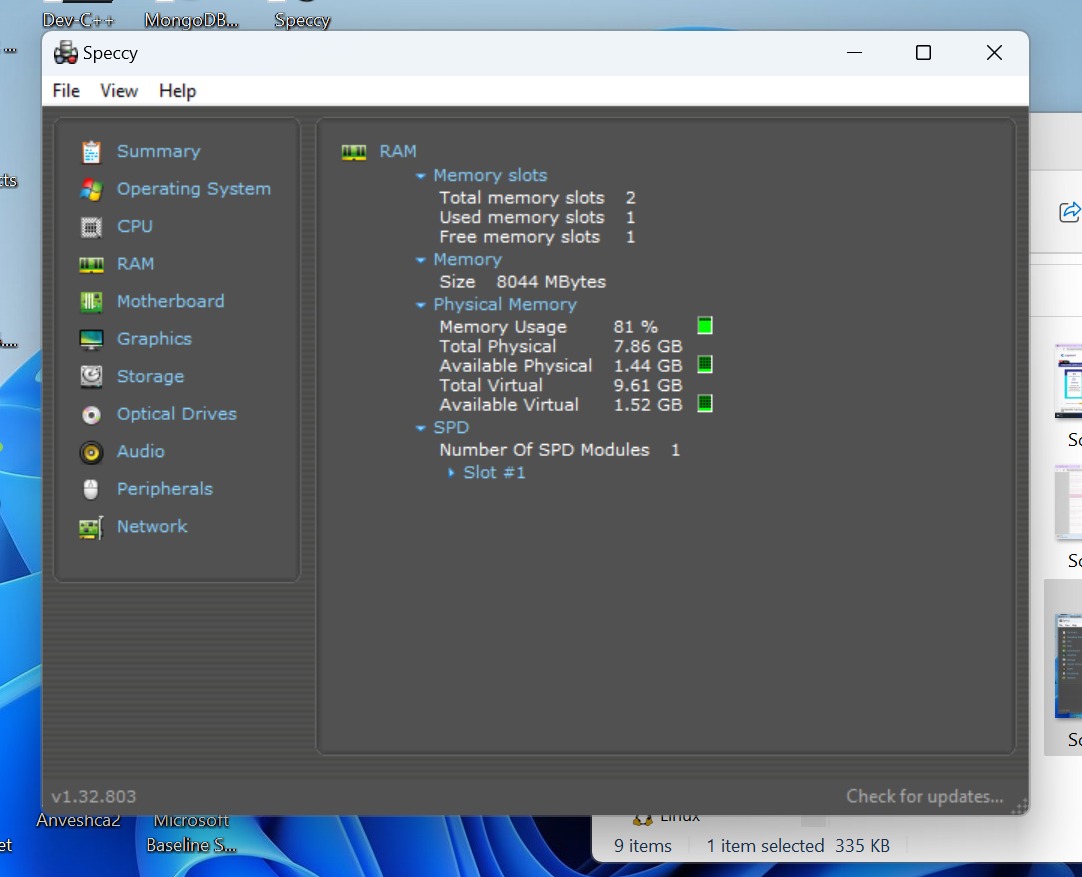 Dev-C++ MongoDB... Speccy
...
Speccy
File View Help
Summary
Operating System
CPU
RAM
Motherboard
Graphics
Storage
Optical Drives
Audio
Peripherals
Network
RAM
Memory slots
Total memory slots 2
Used memory slots 1
Free memory slots 1
Memory
Size 8044 MBytes
Physical Memory
Memory Usage 81 %
Total Physical 7.86 GB
Available Physical 1.44 GB
Total Virtual 9.61 GB
Available Virtual 1.52 GB
SPD
Number Of SPD Modules 1
Slot #1
v1.32.803 Check for updates...
cts
...
Sc
Sc
Sc
Anveshca2 Microsoft
Baseline S...
et
Linux
9 items 1 item selected 335 KB